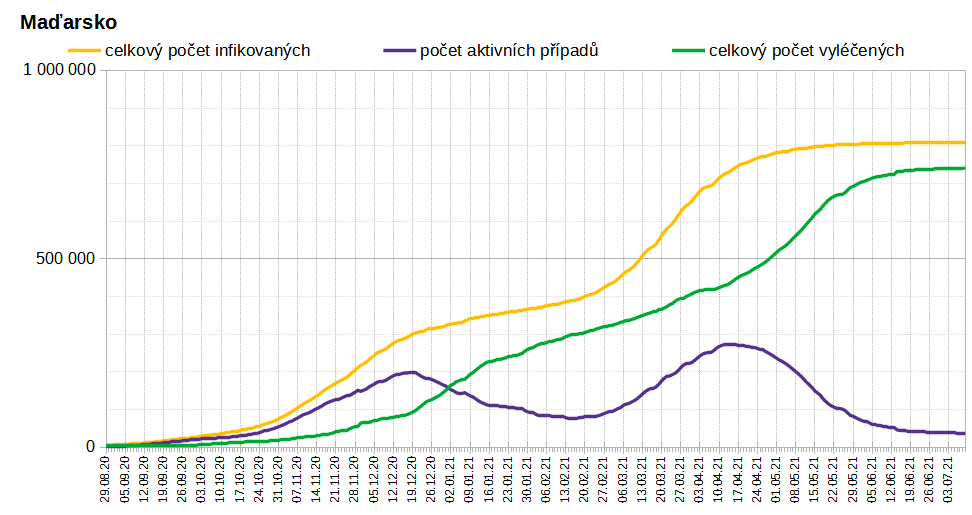 Maďarsko
celkový počet infikovaných počet aktivních případů celkový počet vyléčených
1 000 000
500 000
0
29.08.20 05.09.20 12.09.20 19.09.20 26.09.20 03.10.20 10.10.20 17.10.20 24.10.20 31.10.20 07.11.20 14.11.20 21.11.20 28.11.20 05.12.20 12.12.20 19.12.20 26.12.20 02.01.21 09.01.21 16.01.21 23.01.21 30.01.21 06.02.21 13.02.21 20.02.21 27.02.21 06.03.21 13.03.21 20.03.21 27.03.21 03.04.21 10.04.21 17.04.21 24.04.21 01.05.21 08.05.21 15.05.21 22.05.21 29.05.21 05.06.21 12.06.21 19.06.21 26.06.21 03.07.21